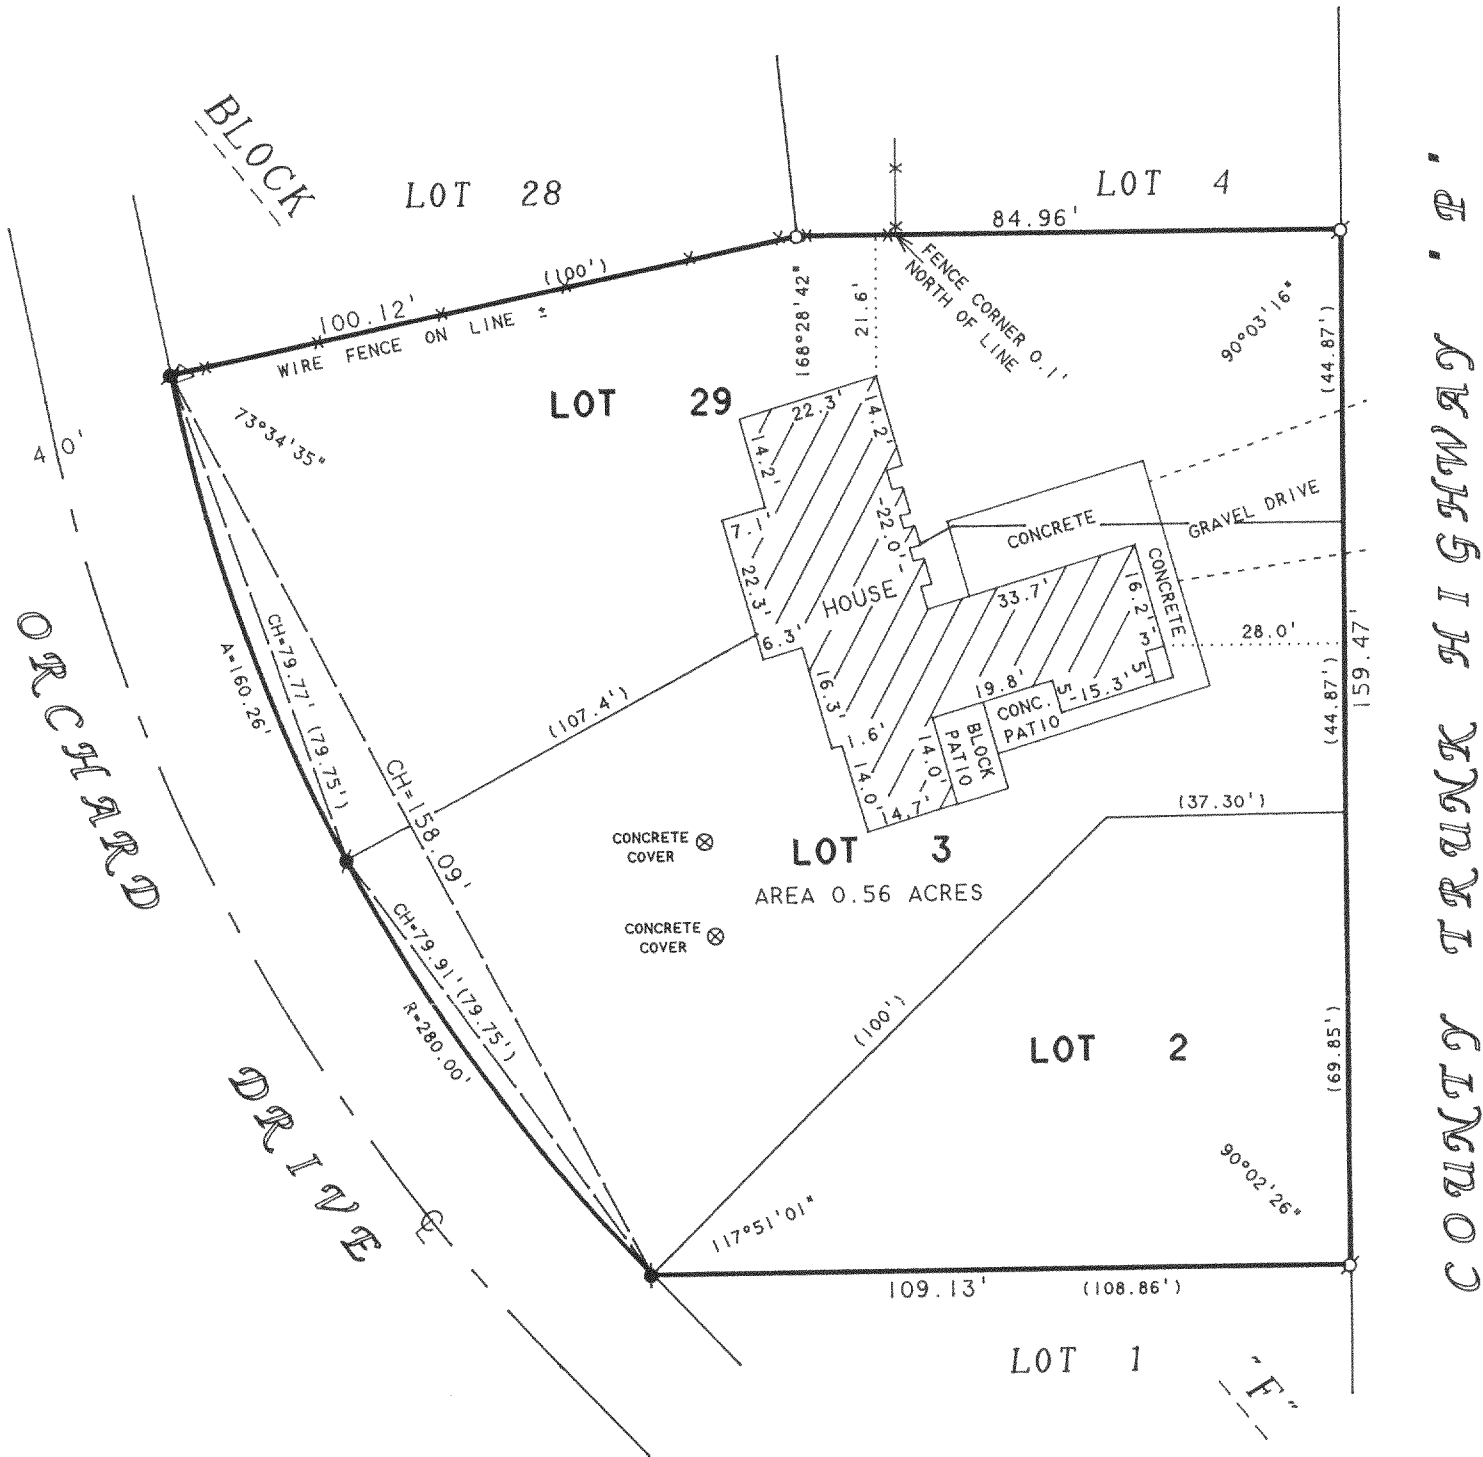 BLOCK
LOT 28
LOT 4
84.96'
(100')
100.12'
WIRE FENCE ON LINE ±
168°28'42"
21.6'
FENCE CORNER 0.1'
NORTH OF LINE
90°03'16"
(44.87')
COUNTY TRUNK HIGHWAY "P"
LOT 29
73°34'35"
40'
22.3'
14.2'
14.2'
7.1'
-22.0'-
22.3'
HOUSE
6.3'
CONCRETE
GRAVEL DRIVE
CONCRETE
33.7'
16.2'-
3'
28.0'
5'
-15.3'
5'
19.8'
CONC.
PATIO
BLOCK
PATIO
16.3'
1.6'
14.0'
14.0'
14.7'
(44.87')
159.47'
ORCHARD
DRIVE
A=160.26'
CH=79.77' (79.75')
CH=158.09'
(107.4')
CONCRETE
COVER
LOT 3
AREA 0.56 ACRES
(37.30')
CONCRETE
COVER
CH=79.91' (79.75')
R=280.00'
(100')
LOT 2
(69.85')
90°02'26"
117°51'01"
109.13'
(108.86')
LOT 1
"F"
℄